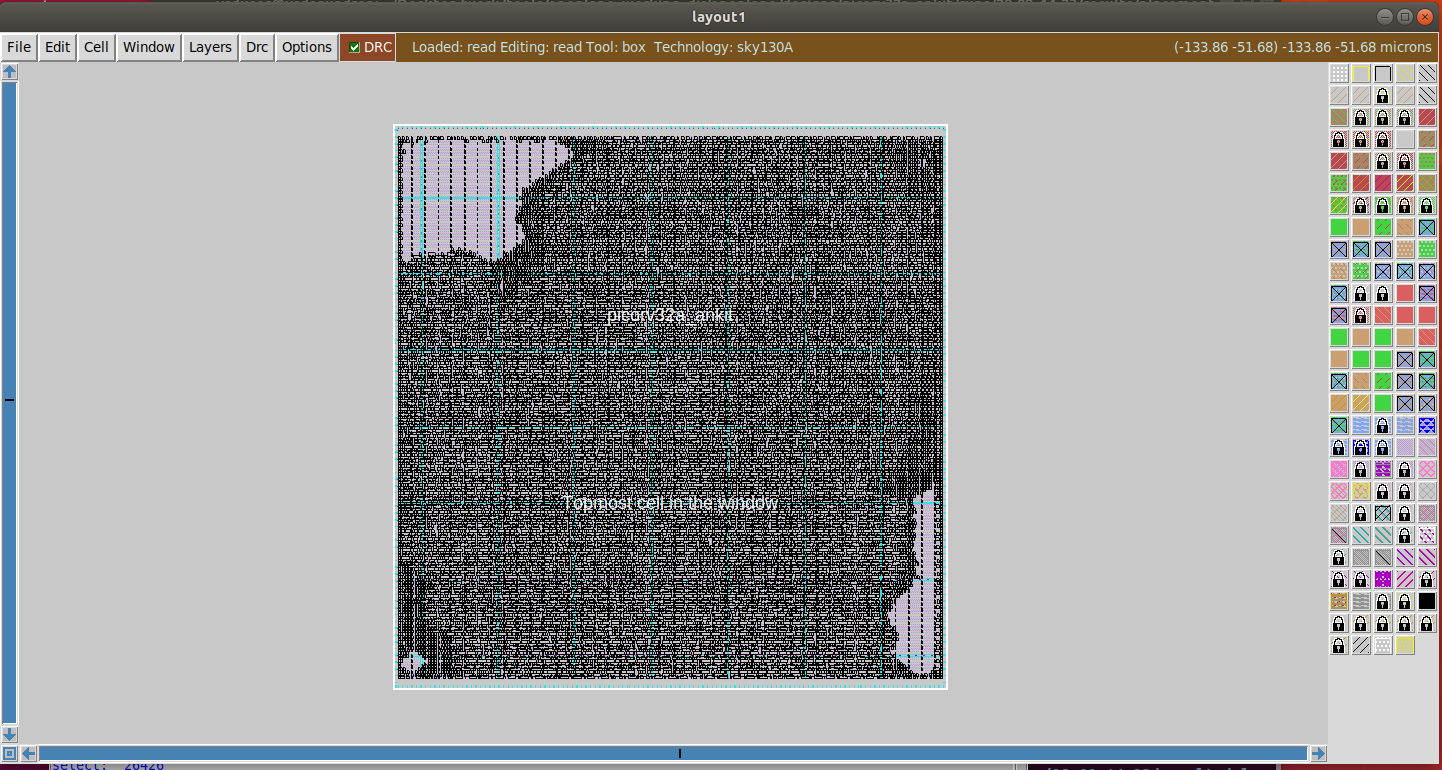 layout1
File Edit Cell Window Layers Drc Options DRC Loaded: read Editing: read Tool: box Technology: sky130A (-133.86 -51.68) -133.86 -51.68 microns
Topmost cell in the window
select: 26426